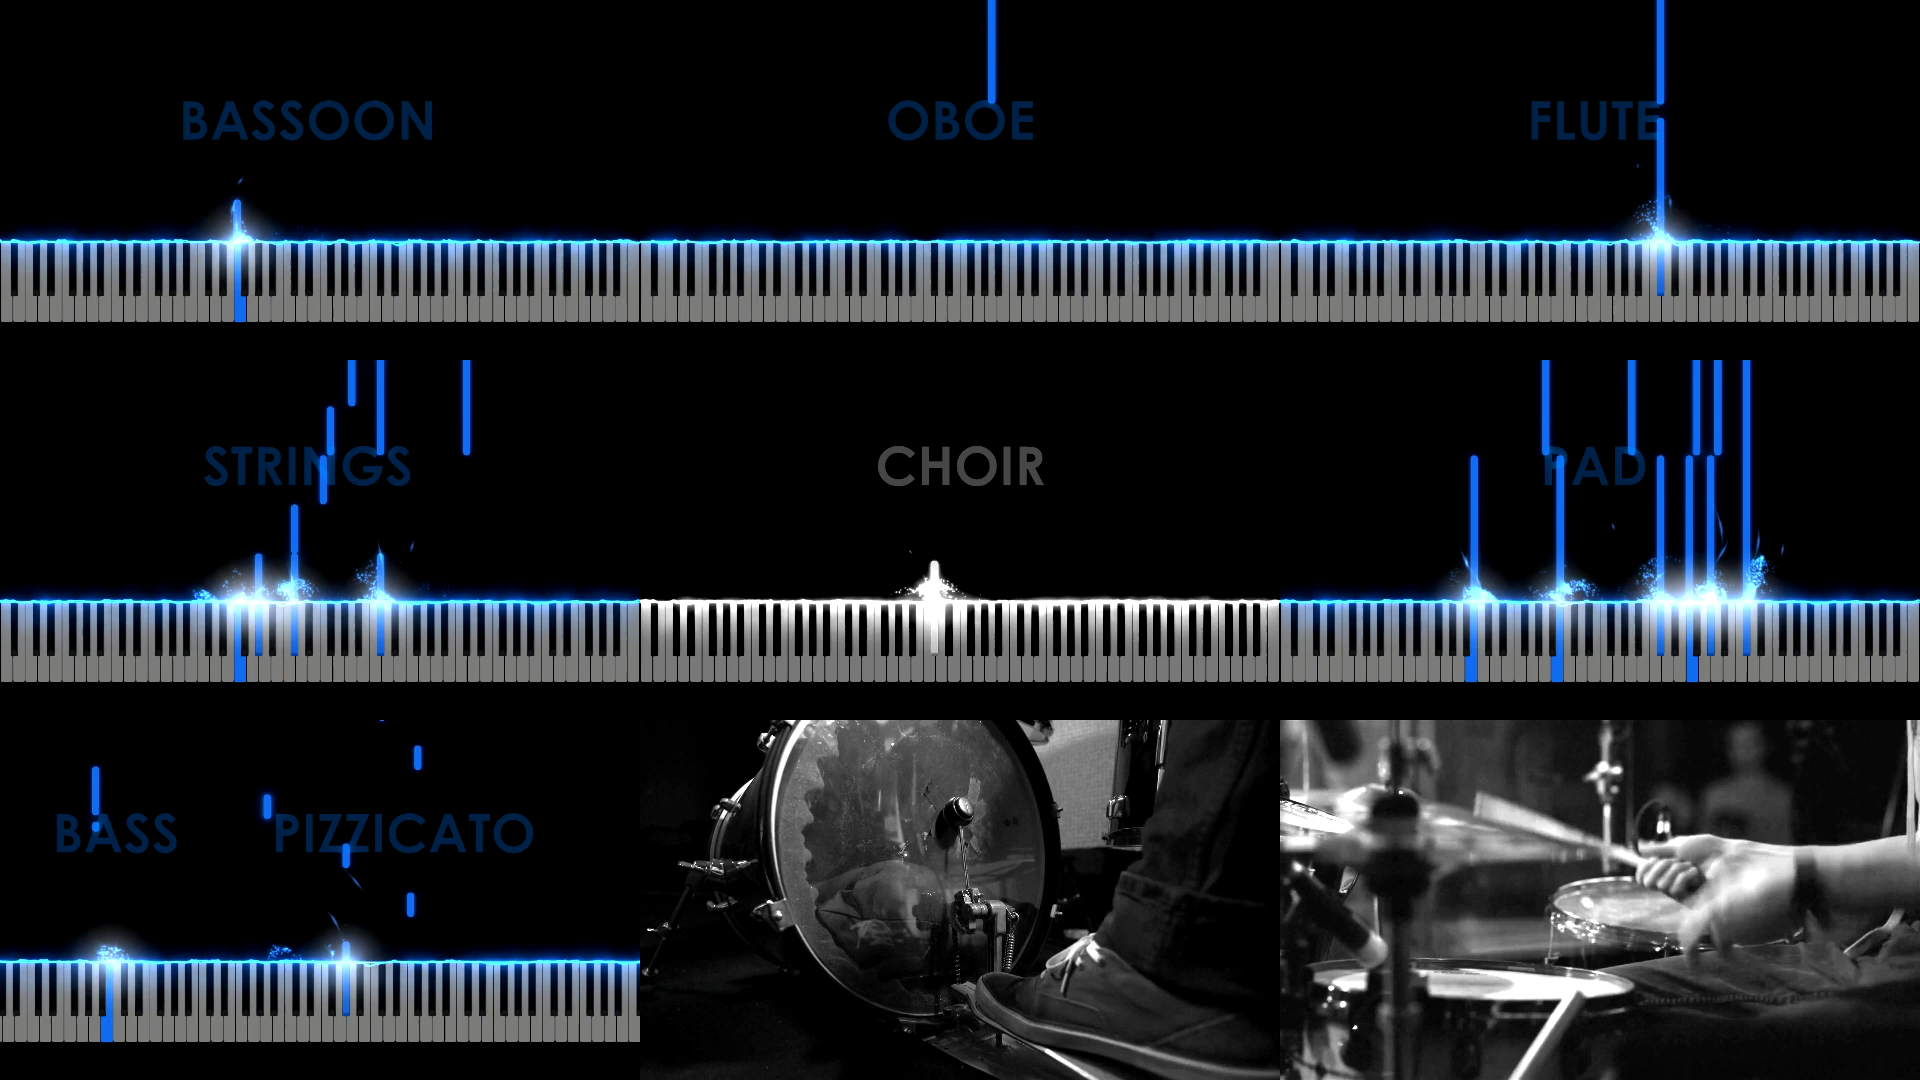 BASSOON
OBOE
FLUTE
STRINGS
CHOIR
PAD
BASS
PIZZICATO